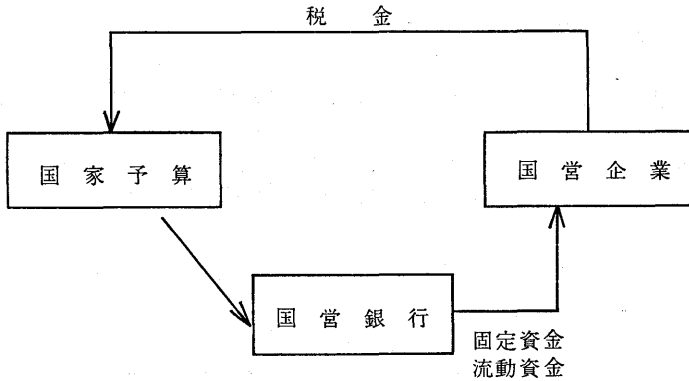 税金
国家予算
国営企業
国営銀行
固定資金
流動資金